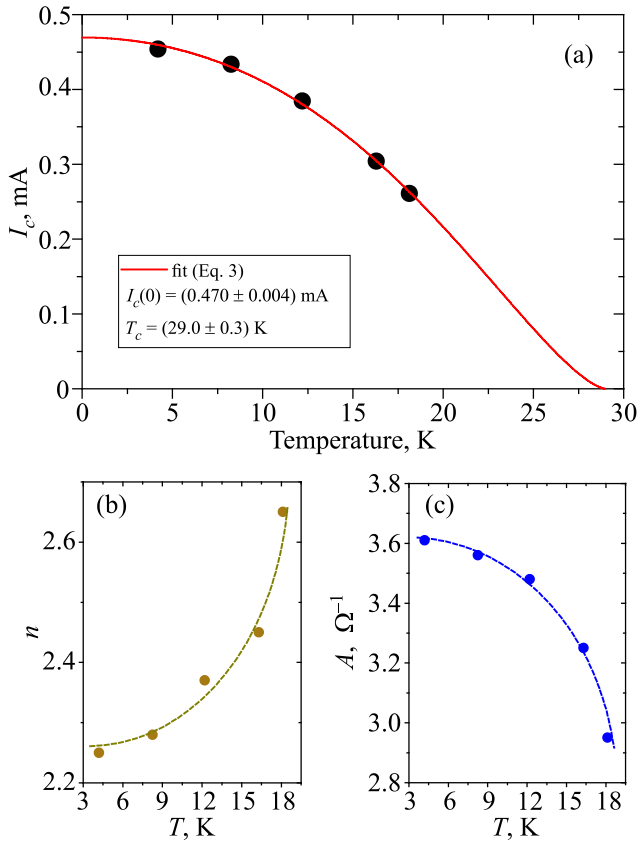 0.5
0.4
0.3
0.2
0.1
0
I_c, mA
(a)
fit (Eq. 3)
I_c(0) = (0.470 ± 0.004) mA
T_c = (29.0 ± 0.3) K
0 5 10 15 20 25 30
Temperature, K
(b)
2.6
2.4
2.2
n
3 6 9 12 15 18
T, K
(c)
3.8
3.6
3.4
3.2
3.0
2.8
A, Ω⁻¹
3 6 9 12 15 18
T, K